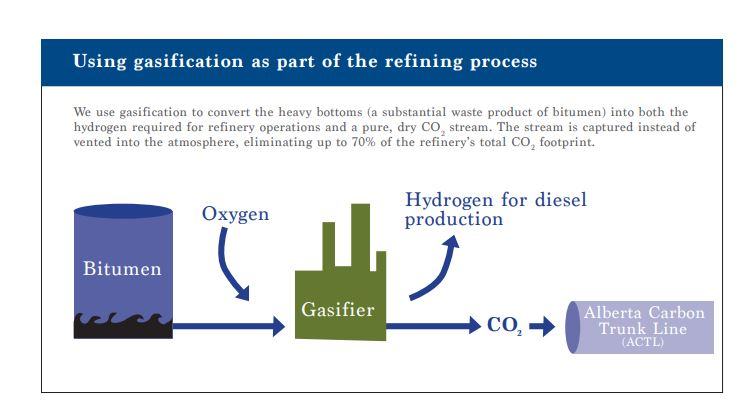 Using gasification as part of the refining process
We use gasification to convert the heavy bottoms (a substantial waste product of bitumen) into both the
hydrogen required for refinery operations and a pure, dry CO₂ stream. The stream is captured instead of
vented into the atmosphere, eliminating up to 70% of the refinery's total CO₂ footprint.
Oxygen
Hydrogen for diesel
production
Bitumen
Gasifier
CO₂
Alberta Carbon
Trunk Line
(ACTL)